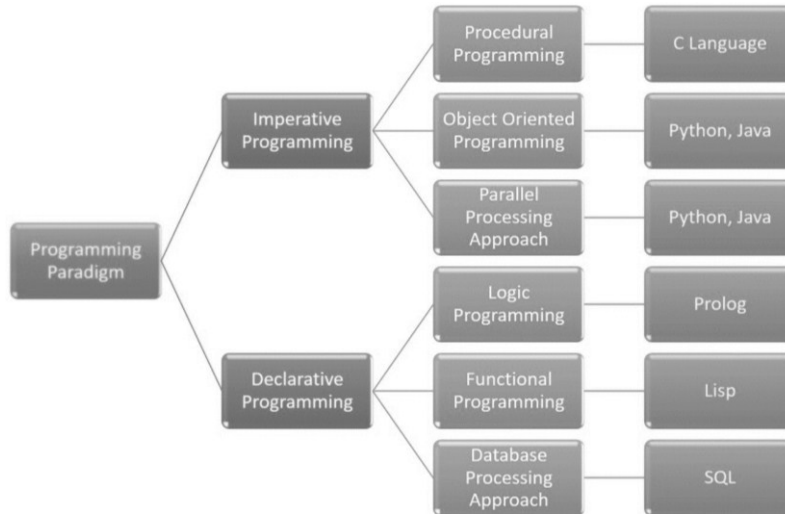 Procedural
Programming
C Language
Imperative
Programming
Object Oriented
Programming
Python, Java
Parallel
Processing
Approach
Python, Java
Programming
Paradigm
Logic
Programming
Prolog
Declarative
Programming
Functional
Programming
Lisp
Database
Processing
Approach
SQL